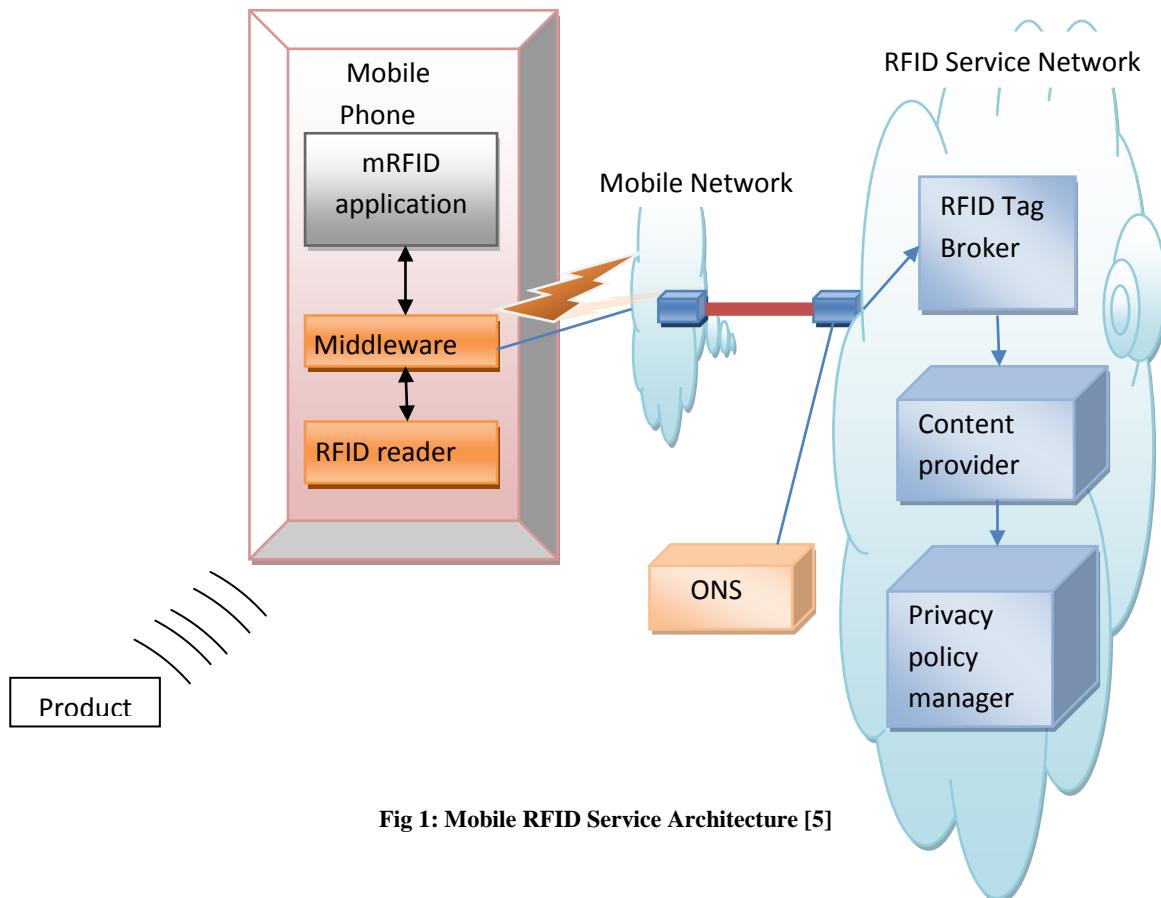 Mobile
Phone
mRFID
application
Middleware
RFID reader
Product
Mobile Network
ONS
RFID Service Network
RFID Tag
Broker
Content
provider
Privacy
policy
manager
Fig 1: Mobile RFID Service Architecture [5]